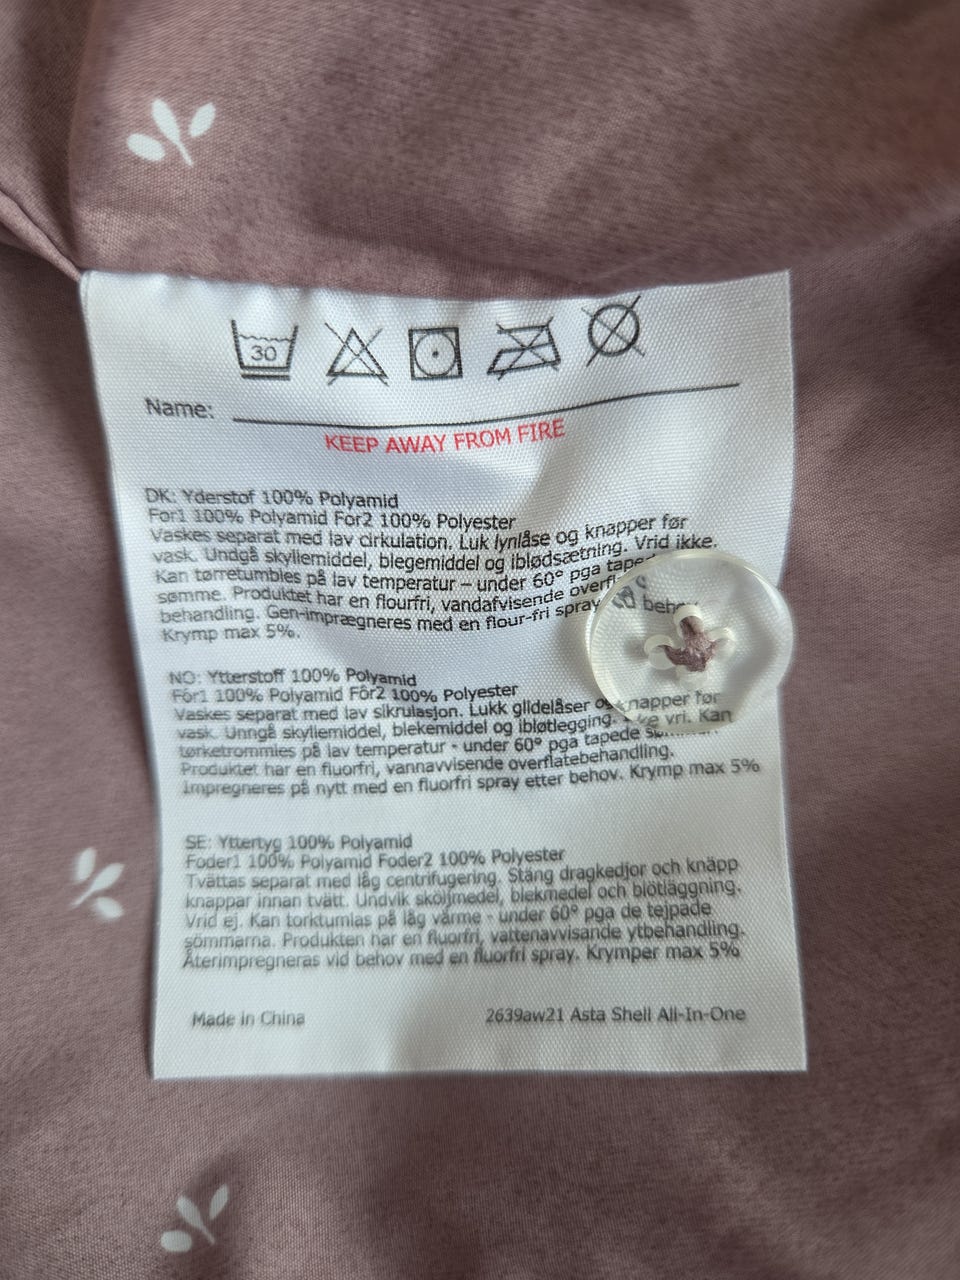 30
Name:
KEEP AWAY FROM FIRE
DK: Yderstof 100% Polyamid
For1 100% Polyamid For2 100% Polyester
Vaskes separat med lav cirkulation. Luk lynlåse og knapper før
vask. Undgå skyllemiddel, blegemiddel og iblødsætning. Vrid ikke.
Kan tørretumbles på lav temperatur – under 60° pga
sømme. Produktet har en flourfri, vandafvisende
behandling. Gen-imprægneres med en flour-fri spray
Krymp max 5%.
NO: Ytterstoff 100% Polyamid
Fôr1 100% Polyamid Fôr2 100% Polyester
Vaskes separat med lav sikrulasjon. Lukk glidelåser og knapper før
vask. Unngå skyllemiddel, blekemiddel og ibløtlegging. vri. Kan
tørketrommles på lav temperatur - under 60° pga tapede
Produktet har en fluorfri, vannavvisende overflatebehandling.
Impregneres på nytt med en fluorfri spray etter behov. Krymp max 5%
SE: Yttertyg 100% Polyamid
Foder1 100% Polyamid Foder2 100% Polyester
Tvättas separat med låg centrifugering. Stäng dragkedjor och knäpp
knappar innan tvätt. Undvik sköljmedel, blekmedel och blötläggning.
Vrid ej. Kan torktumlas på låg värme - under 60° pga de tejpade
sömmarna. Produkten har en fluorfri, vattenavvisande ytbehandling.
Återimpregneras vid behov med en fluorfri spray. Krymper max 5%
Made in China
2639aw21 Asta Shell All-In-One